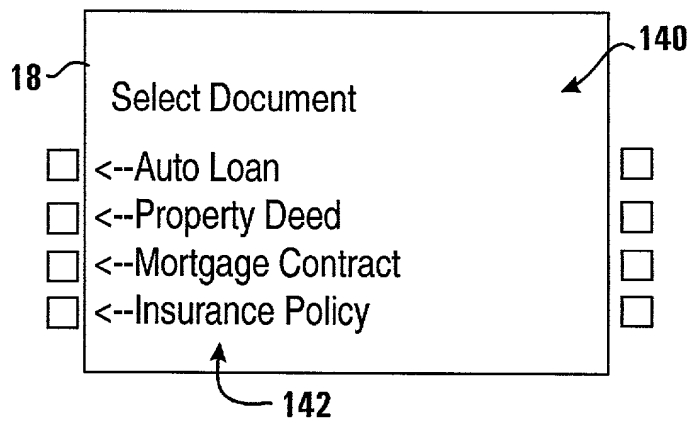 140
18
Select Document
<--Auto Loan
<--Property Deed
<--Mortgage Contract
<--Insurance Policy
142